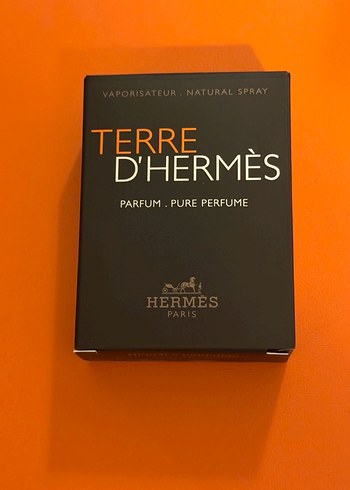 VAPORISATEUR . NATURAL SPRAY
TERRE
D'HERMÈS
PARFUM . PURE PERFUME
HERMÈS
PARIS